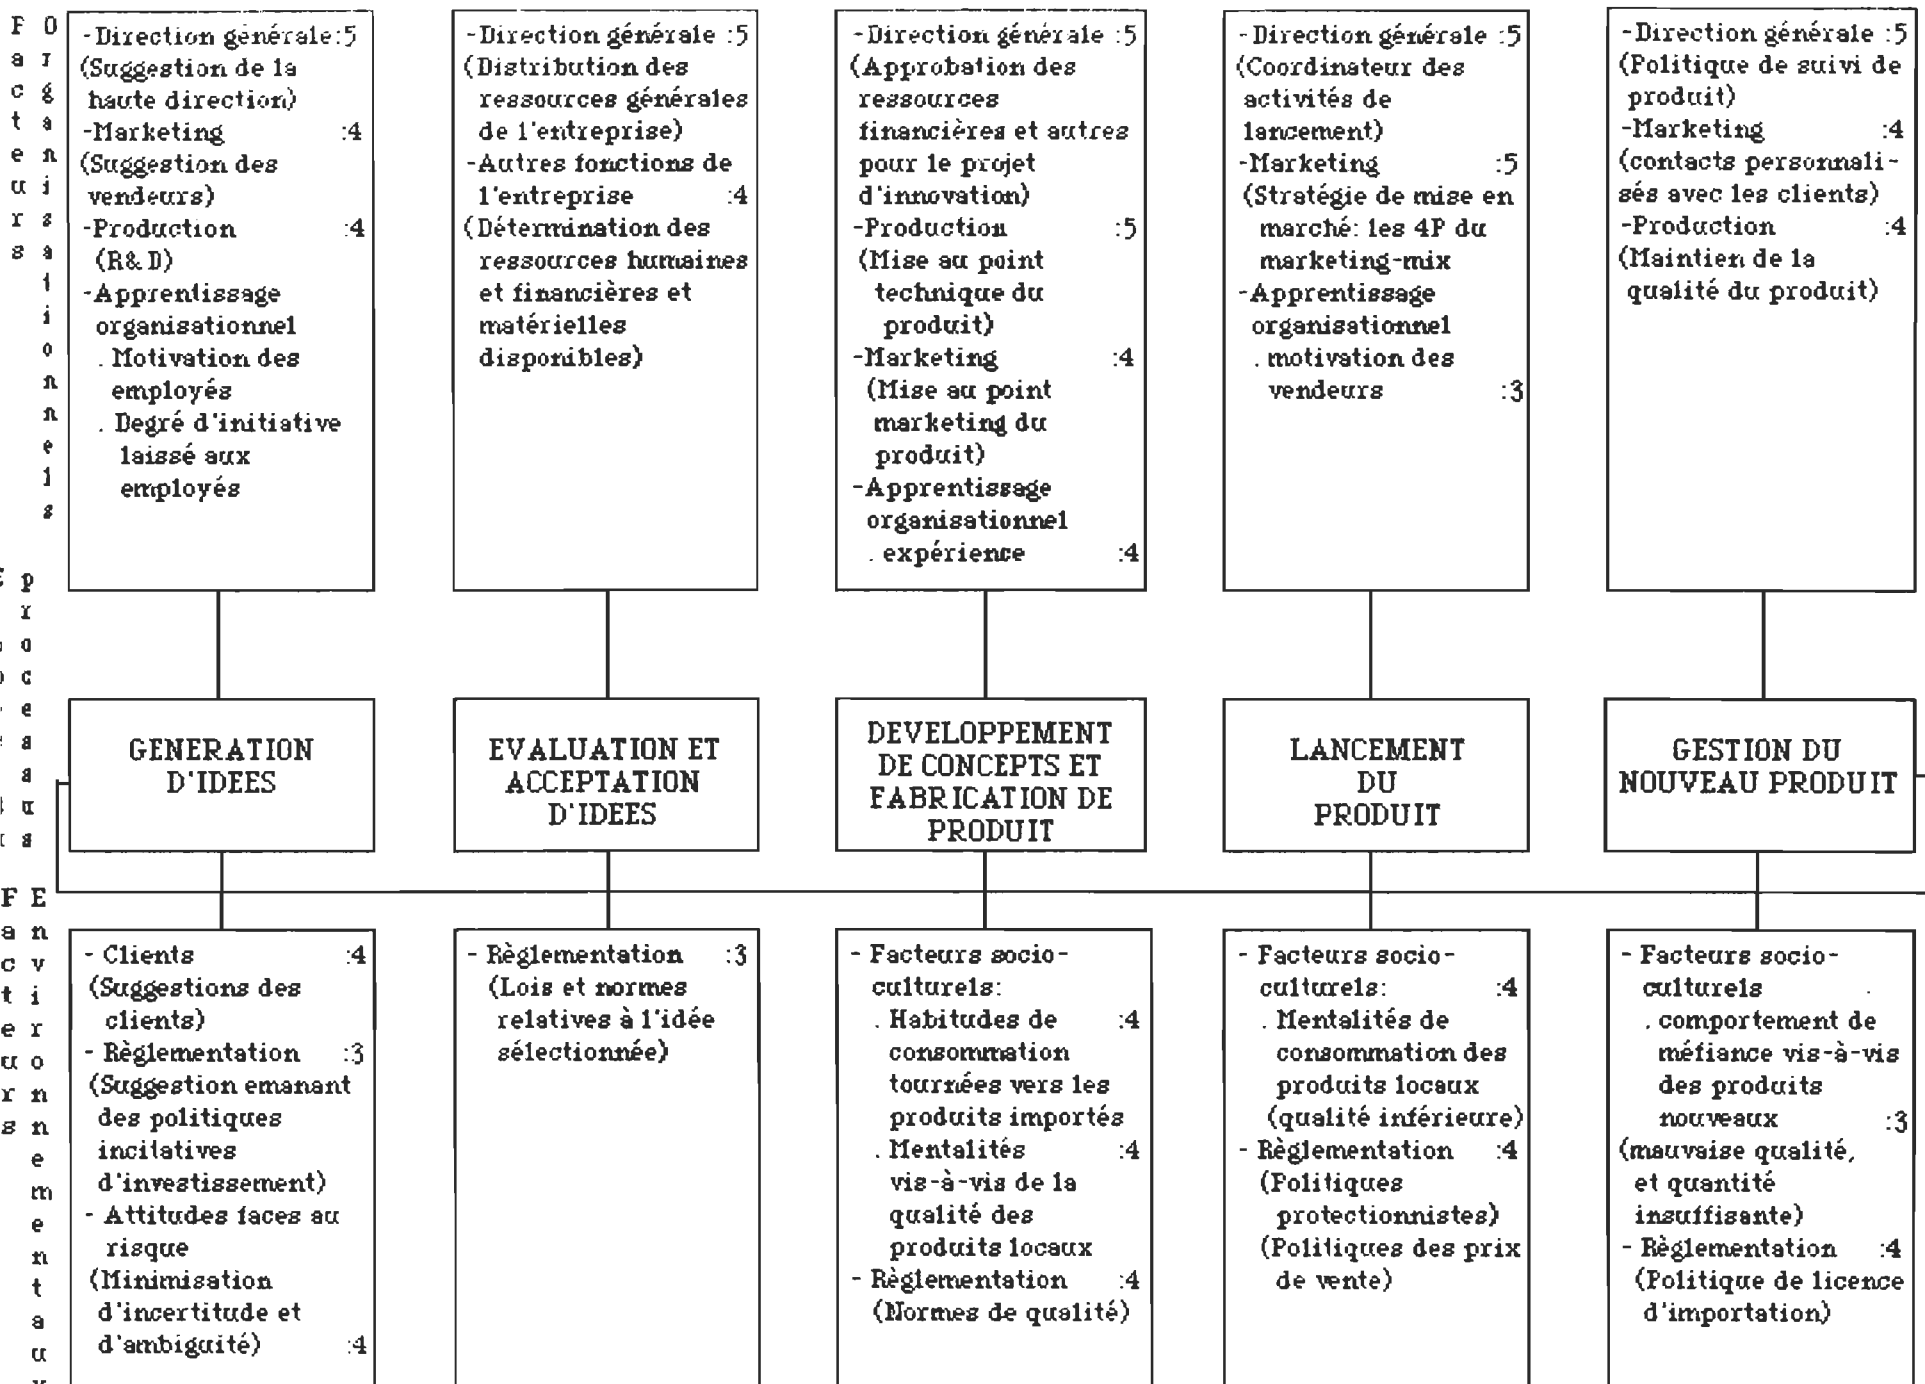 Facteurs
Organisationnels
-Direction générale:5
(Suggestion de la
haute direction)
-Marketing :4
(Suggestion des
vendeurs)
-Production :4
(R&D)
-Apprentissage
organisationnel
. Motivation des
employés
. Degré d'initiative
laissé aux
employés
-Direction générale :5
(Distribution des
ressources générales
de l'entreprise)
-Autres fonctions de
l'entreprise :4
(Détermination des
ressources humaines
et financières et
matérielles
disponibles)
-Direction générale :5
(Approbation des
ressources
financières et autres
pour le projet
d'innovation)
-Production :5
(Mise au point
technique du
produit)
-Marketing :4
(Mise au point
marketing du
produit)
-Apprentissage
organisationnel
. expérience :4
-Direction générale :5
(Coordinateur des
activités de
lancement)
-Marketing :5
(Stratégie de mise en
marché: les 4P du
marketing-mix
-Apprentissage
organisationnel
. motivation des
vendeurs :3
-Direction générale :5
(Politique de suivi de
produit)
-Marketing :4
(contacts personnali-
sés avec les clients)
-Production :4
(Maintien de la
qualité du produit)
processus
GENERATION
D'IDEES
EVALUATION ET
ACCEPTATION
D'IDEES
DEVELOPPEMENT
DE CONCEPTS ET
FABRICATION DE
PRODUIT
LANCEMENT
DU
PRODUIT
GESTION DU
NOUVEAU PRODUIT
Facteurs
Environnementaux
- Clients :4
(Suggestions des
clients)
- Règlementation :3
(Suggestion emanant
des politiques
incitatives
d'investissement)
- Attitudes faces au
risque
(Minimisation
d'incertitude et
d'ambiguité) :4
- Règlementation :3
(Lois et normes
relatives à l'idée
sélectionnée)
- Facteurs socio-
culturels:
. Habitudes de :4
consommation
tournées vers les
produits importés
. Mentalités :4
vis-à-vis de la
qualité des
produits locaux
- Règlementation :4
(Normes de qualité)
- Facteurs socio-
culturels: :4
. Mentalités de
consommation des
produits locaux
(qualité inférieure)
- Règlementation :4
(Politiques
protectionnistes)
(Politiques des prix
de vente)
- Facteurs socio-
culturels
. comportement de
méfiance vis-à-vis
des produits
nouveaux :3
(mauvaise qualité,
et quantité
insuffisante)
- Règlementation :4
(Politique de licence
d'importation)